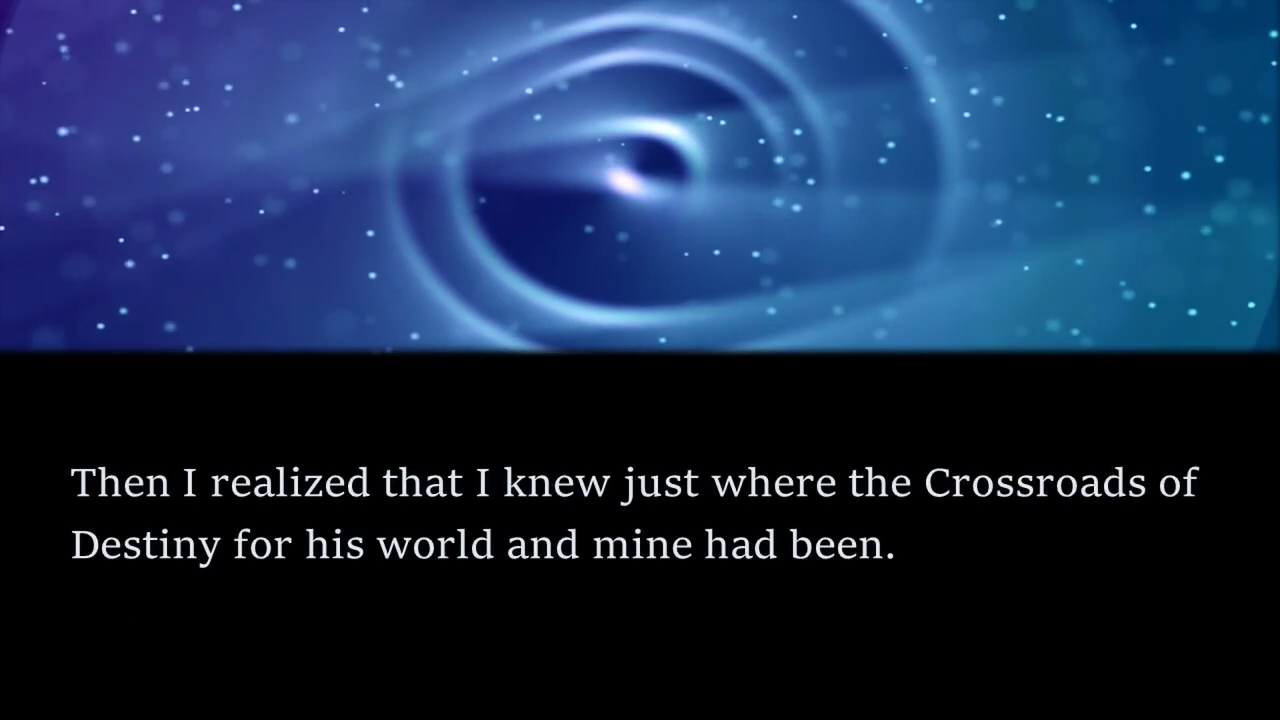 Then I realized that I knew just where the Crossroads of
Destiny for his world and mine had been.